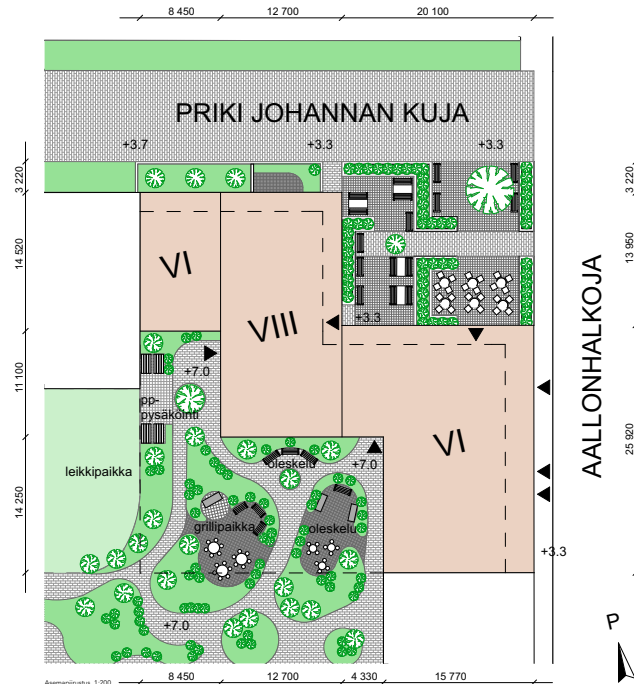 8 450
12 700
20 100
PRIKI JOHANNAN KUJA
+3.7
+3.3
+3.3
3 220
3 220
14 520
13 950
VI
VIII
+3.3
AALLONHALKOJA
+7.0
11 100
pp-
pysäköinti
VI
25 920
leikkipaikka
oleskelu
+7.0
14 250
grillipaikka
oleskelu
+3.3
+7.0
P
Asemapiirustus 1:200
8 450
12 700
4 330
15 770